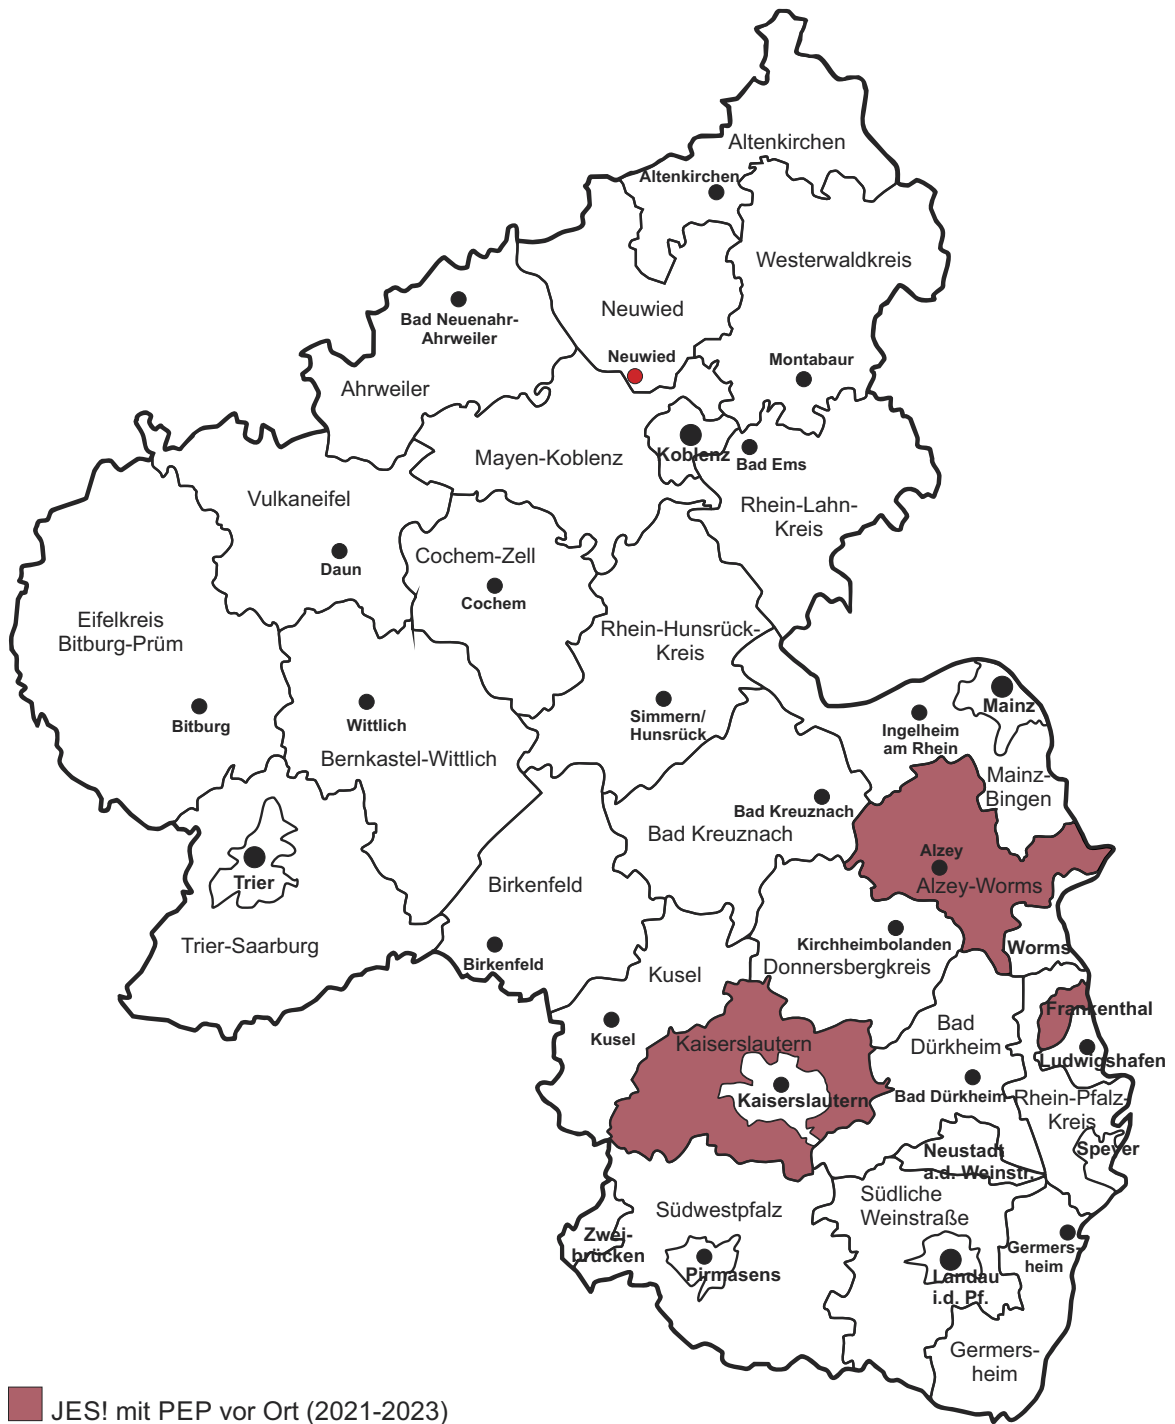 Altenkirchen
Altenkirchen
Westerwaldkreis
Neuwied
Bad Neuenahr-
Ahrweiler
Neuwied
Montabaur
Ahrweiler
Mayen-Koblenz
Koblenz
Bad Ems
Vulkaneifel
Rhein-Lahn-
Kreis
Cochem-Zell
Daun
Cochem
Eifelkreis
Bitburg-Prüm
Rhein-Hunsrück-
Kreis
Bitburg
Wittlich
Simmern/
Hunsrück
Mainz
Ingelheim
am Rhein
Bernkastel-Wittlich
Mainz-
Bingen
Bad Kreuznach
Bad Kreuznach
Alzey
Alzey-Worms
Trier
Birkenfeld
Trier-Saarburg
Birkenfeld
Kirchheimbolanden
Donnersbergkreis
Worms
Kusel
Kusel
Frankenthal
Bad
Dürkheim
Kaiserslautern
Ludwigshafen
Kaiserslautern
Bad Dürkheim
Rhein-Pfalz-
Kreis
Neustadt
a.d. Weinstr.
Speyer
Südliche
Weinstraße
Südwestpfalz
Zwei-
brücken
Pirmasens
Germers-
heim
Landau
i.d. Pf.
Germers-
heim
JES! mit PEP vor Ort (2021-2023)